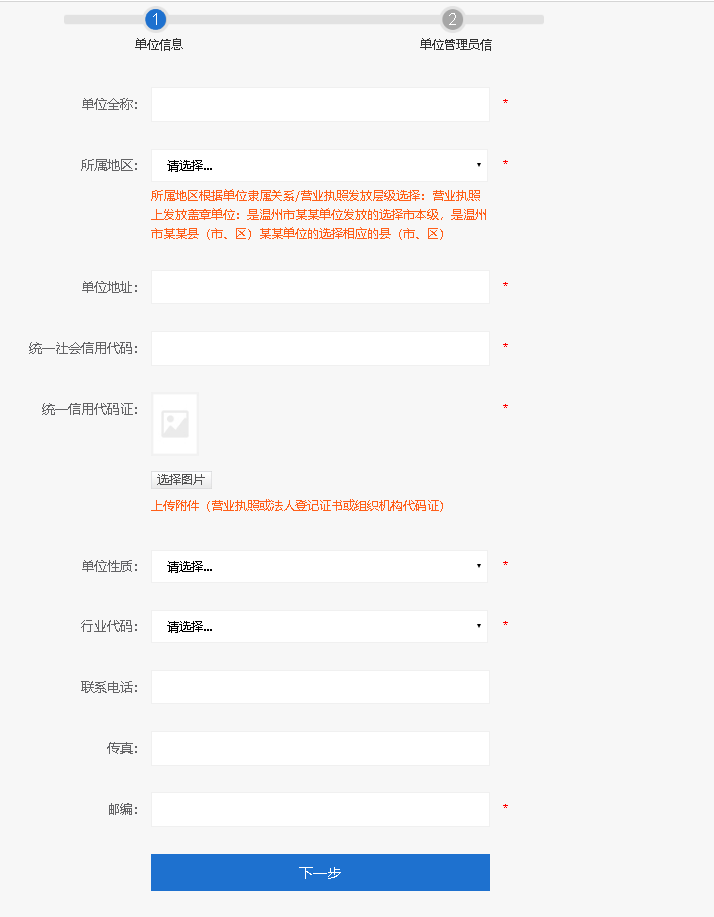 1
2
单位信息
单位管理员信
单位全称： *
所属地区： 请选择... *
所属地区根据单位隶属关系/营业执照发放层级选择：营业执照
上发放盖章单位：是温州市某某单位发放的选择市本级，是温州
市某某县（市、区）某某单位的选择相应的县（市、区）
单位地址： *
统一社会信用代码： *
统一信用代码证： *
选择图片
上传附件（营业执照或法人登记证书或组织机构代码证）
单位性质： 请选择... *
行业代码： 请选择... *
联系电话：
传真：
邮编： *
下一步